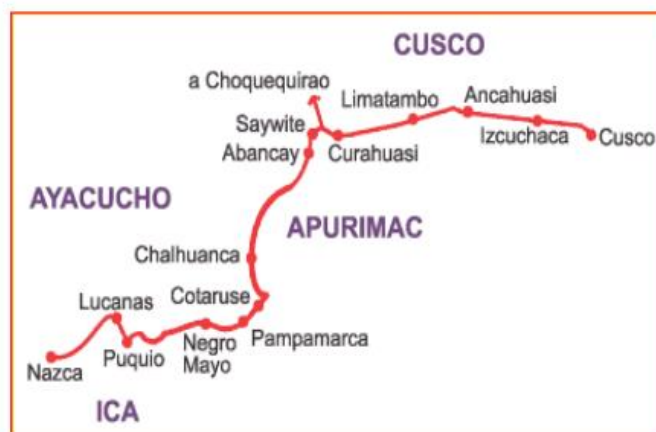 CUSCO
a Choquequirao
Limatambo
Ancahuasi
Saywite
Abancay
Curahuasi
Izcuchaca
Cusco
AYACUCHO
APURIMAC
Chalhuanca
Cotaruse
Lucanas
Pampamarca
Puquio
Negro
Mayo
Nazca
ICA